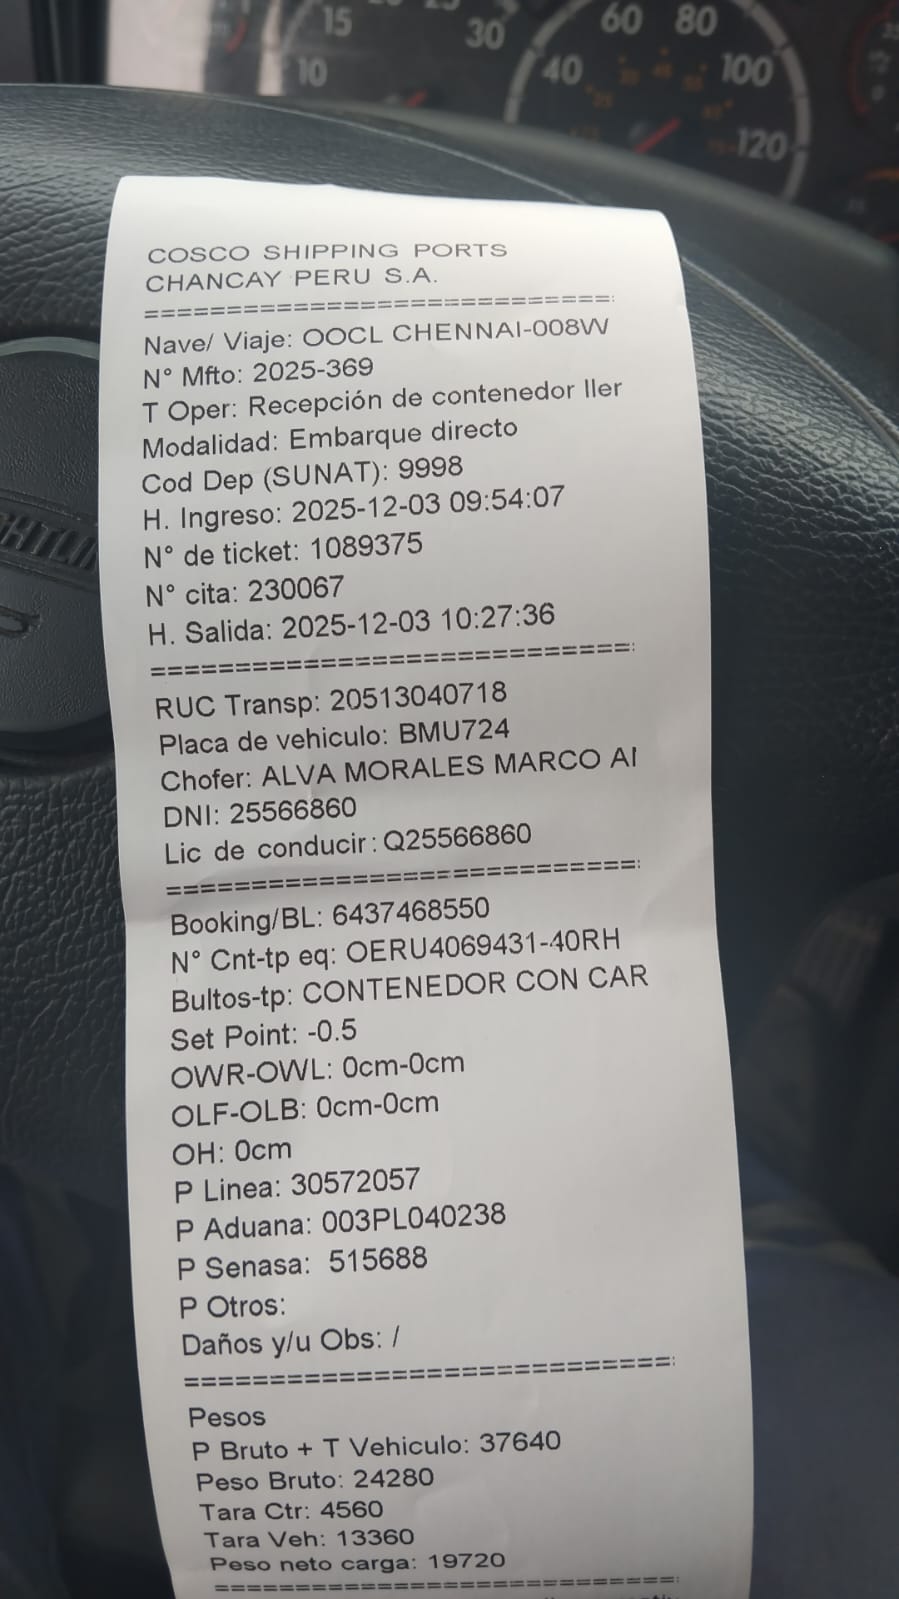 15
10
30
40
60
80
100
120
COSCO SHIPPING PORTS
CHANCAY PERU S.A.
==============================
Nave/ Viaje: OOCL CHENNAI-008W
N° Mfto: 2025-369
T Oper: Recepción de contenedor ller
Modalidad: Embarque directo
Cod Dep (SUNAT): 9998
H. Ingreso: 2025-12-03 09:54:07
N° de ticket: 1089375
N° cita: 230067
H. Salida: 2025-12-03 10:27:36
==============================
RUC Transp: 20513040718
Placa de vehiculo: BMU724
Chofer: ALVA MORALES MARCO AI
DNI: 25566860
Lic de conducir: Q25566860
==============================
Booking/BL: 6437468550
N° Cnt-tp eq: OERU4069431-40RH
Bultos-tp: CONTENEDOR CON CAR
Set Point: -0.5
OWR-OWL: 0cm-0cm
OLF-OLB: 0cm-0cm
OH: 0cm
P Linea: 30572057
P Aduana: 003PL040238
P Senasa: 515688
P Otros:
Daños y/u Obs: /
==============================
Pesos
P Bruto + T Vehiculo: 37640
Peso Bruto: 24280
Tara Ctr: 4560
Tara Veh: 13360
Peso neto carga: 19720
==============================